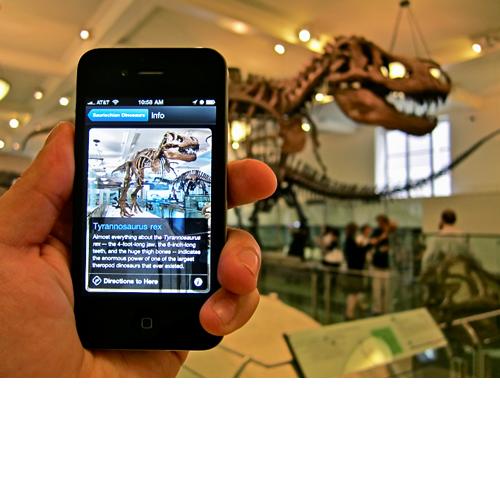 AT&T 10:58 AM
Saurischian Dinosaurs Info
Tyrannosaurus rex
Almost everything about the Tyrannosaurus
rex — the 4-foot-long jaw, the 6-inch-long
teeth, and the huge thigh bones — indicates
the enormous power of one of the largest
theropod dinosaurs that ever existed.
Directions to Here